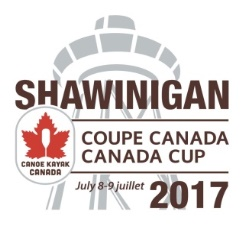 SHAWINIGAN
COUPE CANADA
CANADA CUP
CANOE KAYAK
CANADA
July 8-9 juillet 2017